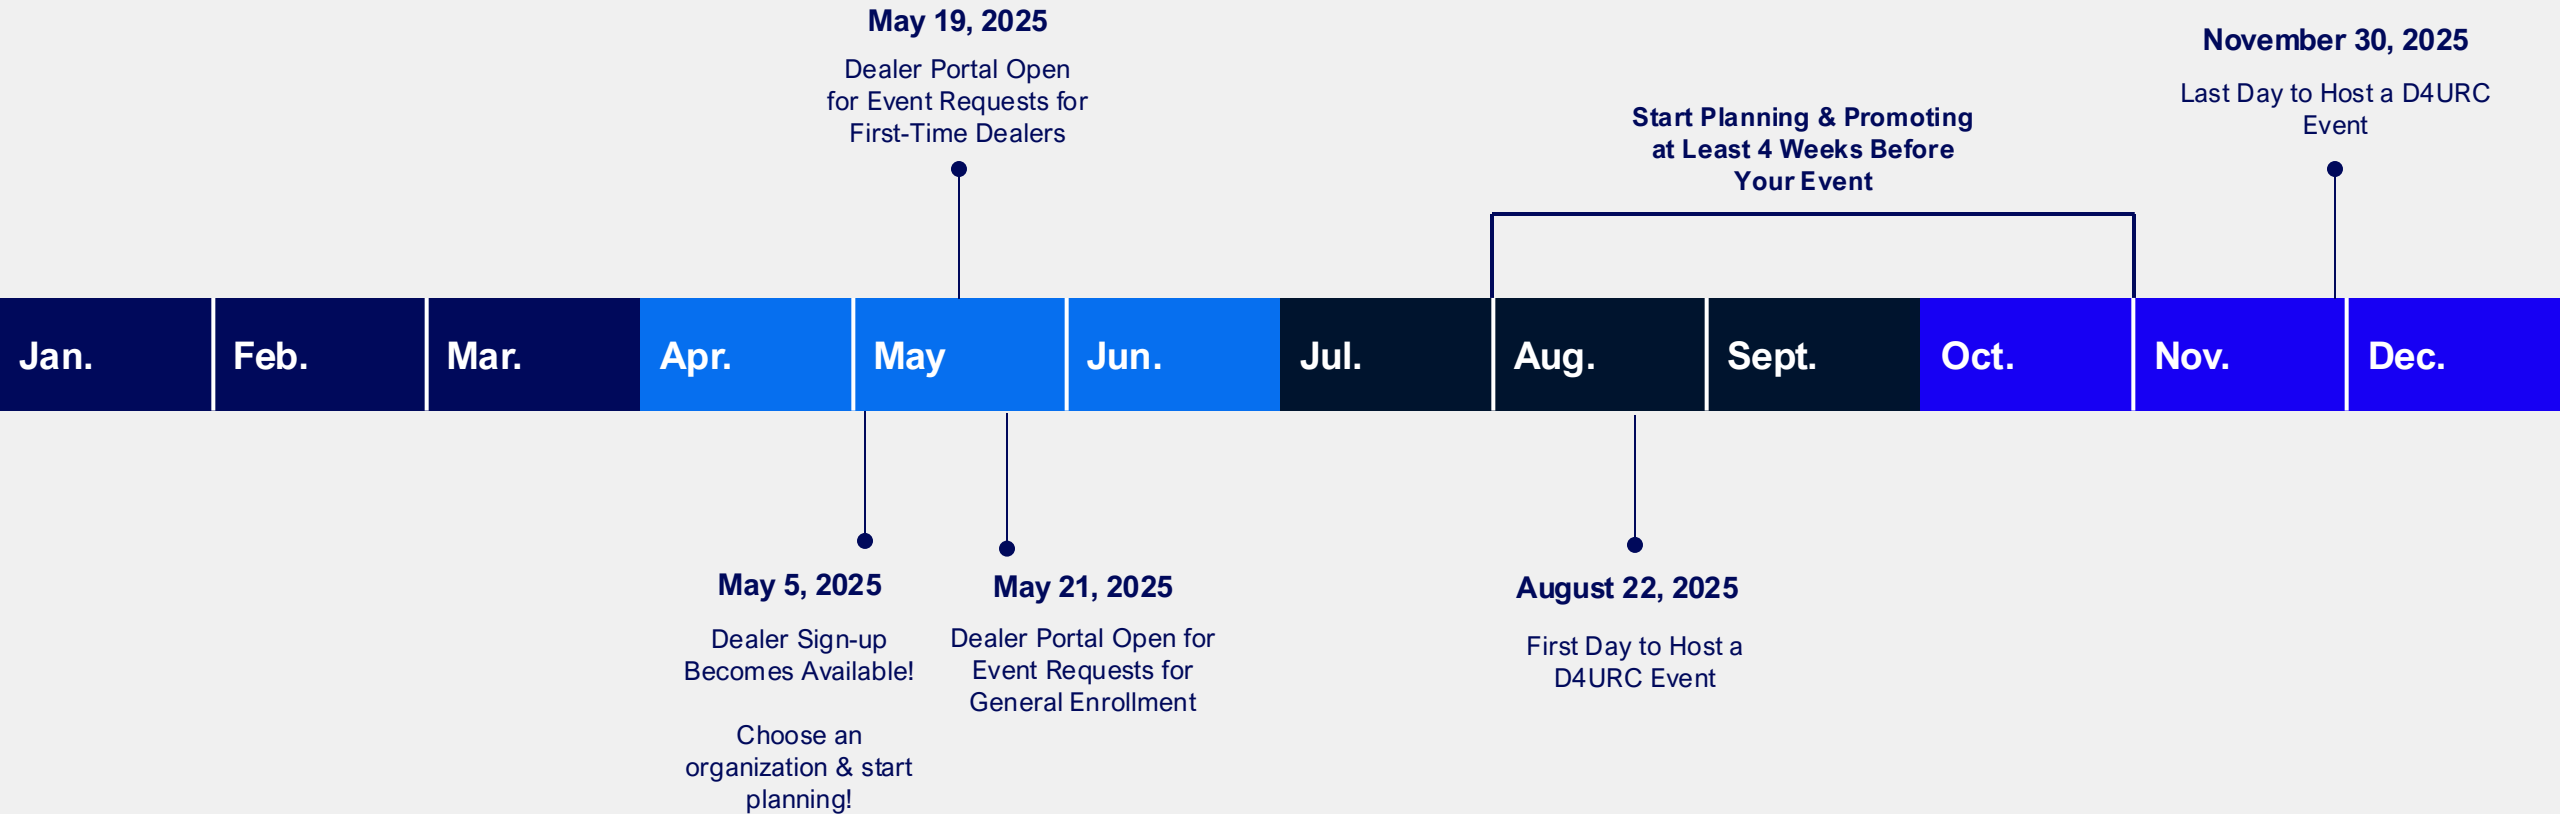 May 19, 2025
Dealer Portal Open
for Event Requests for
First-Time Dealers
November 30, 2025
Last Day to Host a D4URC
Event
Start Planning & Promoting
at Least 4 Weeks Before
Your Event
Jan.
Feb.
Mar.
Apr.
May
Jun.
Jul.
Aug.
Sept.
Oct.
Nov.
Dec.
May 5, 2025
Dealer Sign-up
Becomes Available!
Choose an
organization & start
planning!
May 21, 2025
Dealer Portal Open for
Event Requests for
General Enrollment
August 22, 2025
First Day to Host a
D4URC Event